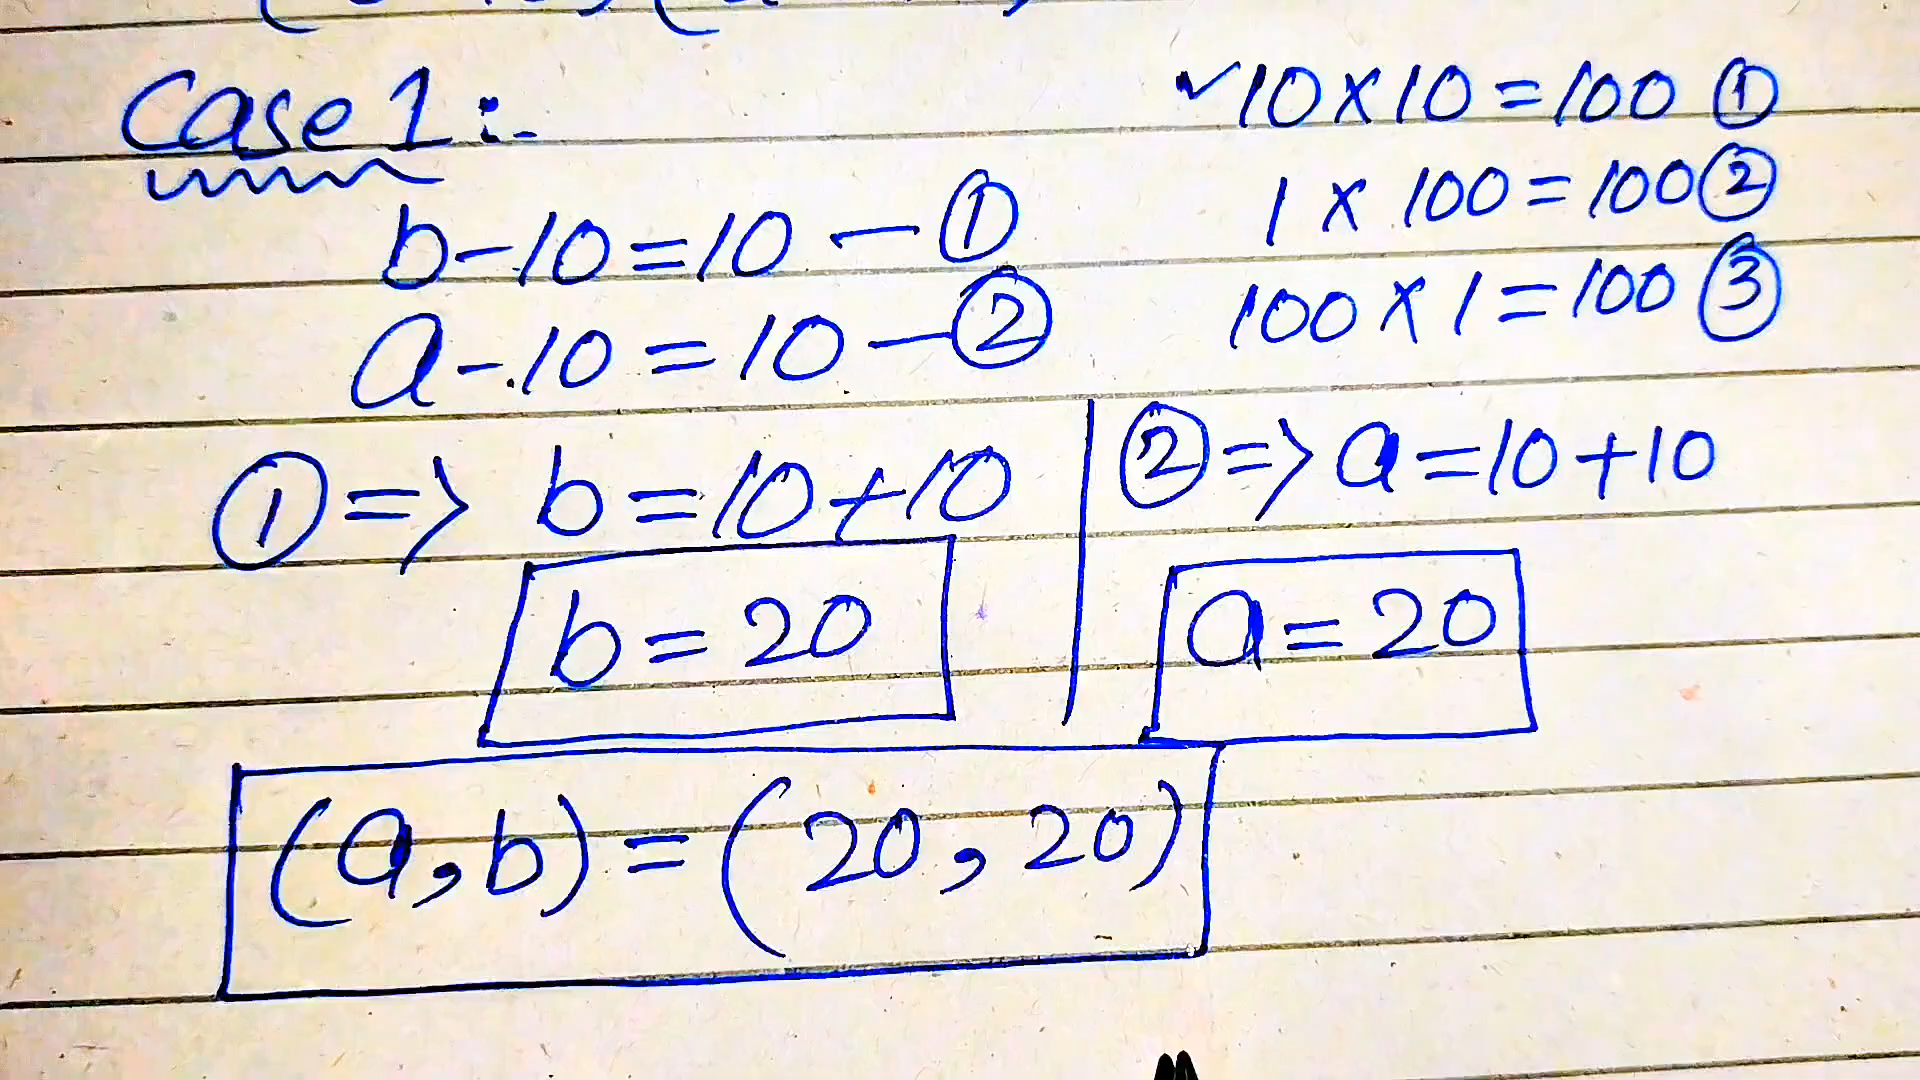 Case 1 :-
10 × 10 = 100 ①
1 × 100 = 100 ②
100 × 1 = 100 ③
b - 10 = 10 — ①
a - 10 = 10 — ②
① => b = 10 + 10
b = 20
② => a = 10 + 10
a = 20
(a, b) = (20, 20)